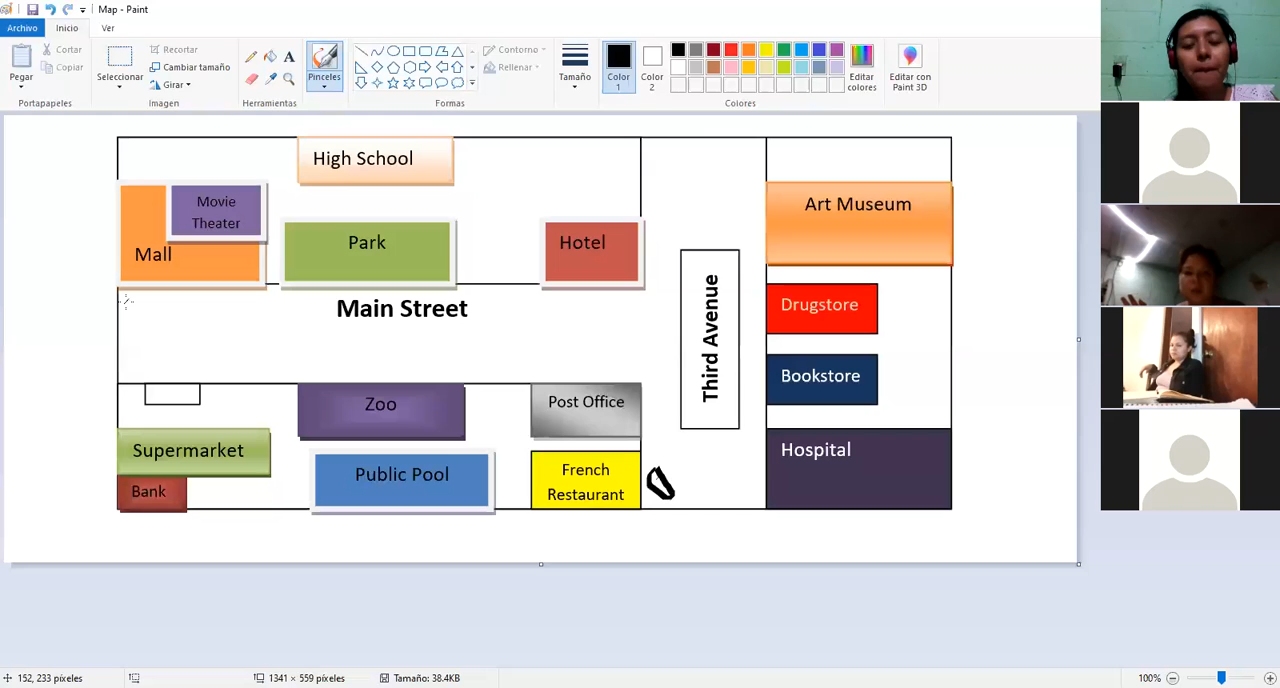 Map - Paint
Archivo Inicio Ver
Pegar
Cortar
Copiar
Portapapeles
Seleccionar
Recortar
Cambiar tamaño
Girar
Imagen
A
Herramientas
Pinceles
Contorno
Rellenar
Formas
Tamaño
Color
1
Color
2
Colores
Editar
colores
Editar con
Paint 3D
High School
Movie
Theater
Mall
Park
Hotel
Art Museum
Main Street
Third Avenue
Drugstore
Bookstore
Hospital
Zoo
Post Office
Supermarket
Bank
Public Pool
French
Restaurant
152, 233 píxeles
1341 × 559 píxeles
Tamaño: 38.4KB
100%